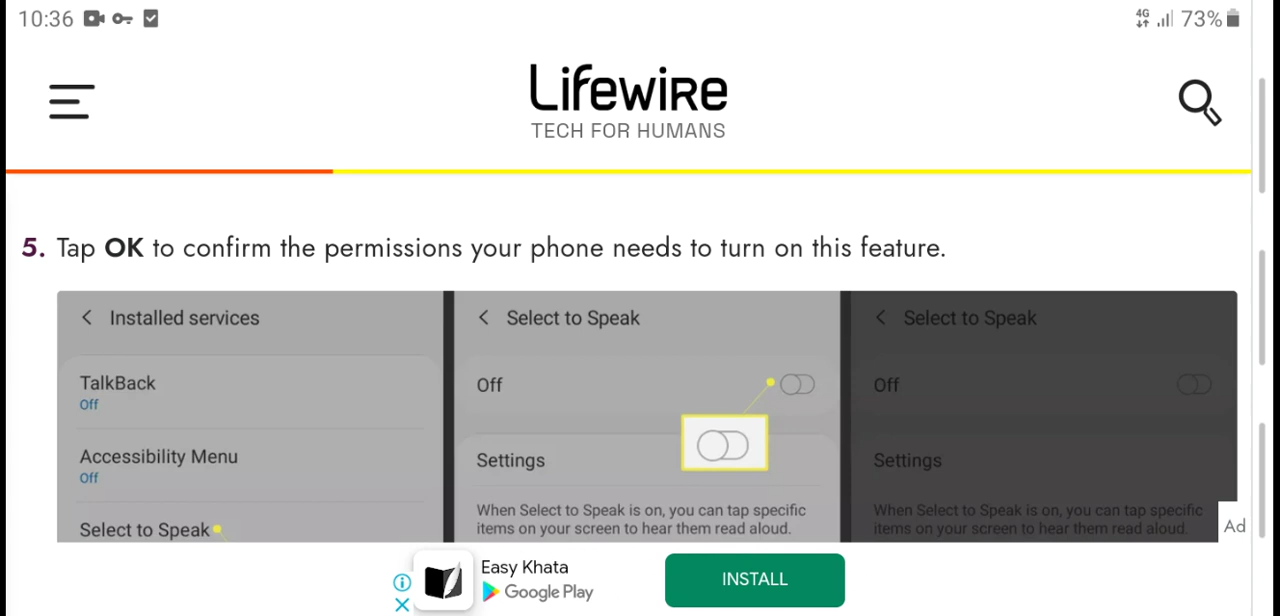 10:36
4G 73%
Lifewire
TECH FOR HUMANS
5. Tap OK to confirm the permissions your phone needs to turn on this feature.
Installed services
TalkBack
Off
Accessibility Menu
Off
Select to Speak
Select to Speak
Off
Settings
When Select to Speak is on, you can tap specific
items on your screen to hear them read aloud.
Select to Speak
Off
Settings
When Select to Speak is on, you can tap specific
items on your screen to hear them read aloud.
Ad
Easy Khata
Google Play
INSTALL